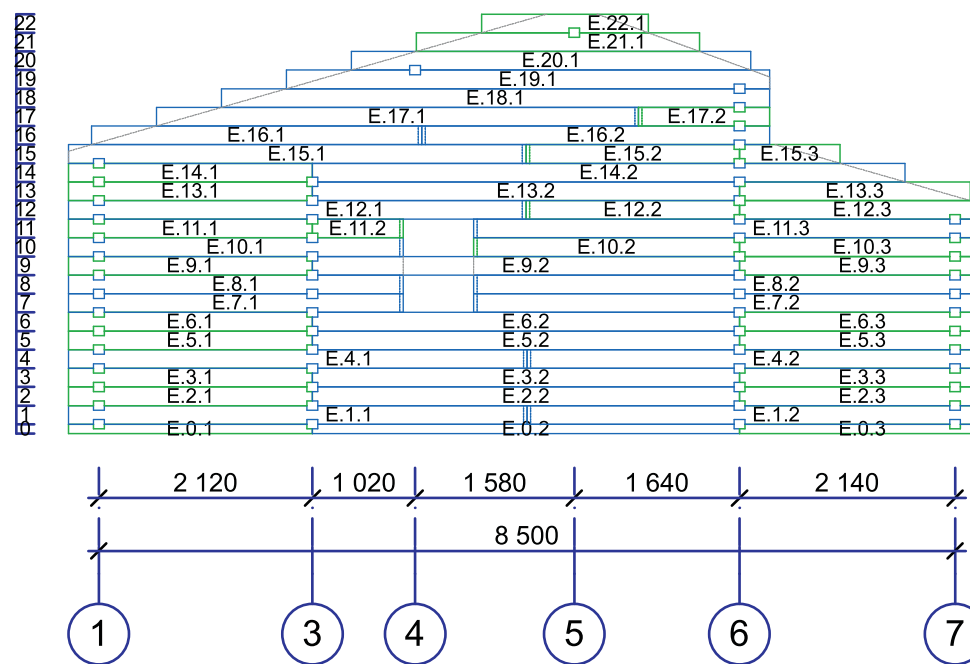 22 E.22.1
21 E.21.1
20 E.20.1
19 E.19.1
18 E.18.1
17 E.17.1 E.17.2
16 E.16.1 E.16.2
15 E.15.1 E.15.2 E.15.3
14 E.14.1 E.14.2
13 E.13.1 E.13.2 E.13.3
12 E.12.1 E.12.2 E.12.3
11 E.11.1 E.11.2 E.11.3
10 E.10.1 E.10.2 E.10.3
9 E.9.1 E.9.2 E.9.3
8 E.8.1 E.8.2
7 E.7.1 E.7.2
6 E.6.1 E.6.2 E.6.3
5 E.5.1 E.5.2 E.5.3
4 E.4.1 E.4.2
3 E.3.1 E.3.2 E.3.3
2 E.2.1 E.2.2 E.2.3
1 E.1.1 E.1.2
0 E.0.1 E.0.2 E.0.3
2 120 1 020 1 580 1 640 2 140
8 500
1 3 4 5 6 7